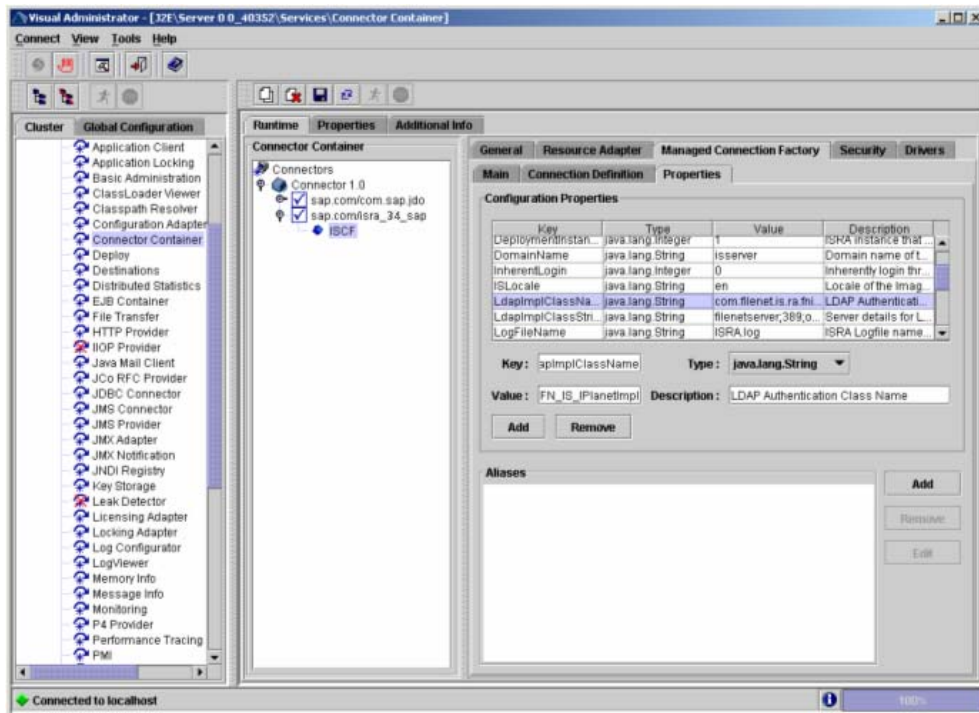 Visual Administrator - [J2E\Server 0 0_40352\Services\Connector Container]
Connect View Tools Help
Cluster Global Configuration
Application Client
Application Locking
Basic Administration
ClassLoader Viewer
Classpath Resolver
Configuration Adapter
Connector Container
Deploy
Destinations
Distributed Statistics
EJB Container
File Transfer
HTTP Provider
IIOP Provider
Java Mail Client
JCo RFC Provider
JDBC Connector
JMS Connector
JMS Provider
JMX Adapter
JMX Notification
JNDI Registry
Key Storage
Leak Detector
Licensing Adapter
Locking Adapter
Log Configurator
LogViewer
Memory Info
Message Info
Monitoring
P4 Provider
Performance Tracing
PMI
Runtime Properties Additional Info
Connector Container
Connectors
Connector 1.0
sap.com/com.sap.jdo
sap.com/isra_34_sap
ISCF
General Resource Adapter Managed Connection Factory Security Drivers
Main Connection Definition Properties
Configuration Properties
Key Type Value Description
DeploymentInstan... java.lang.Integer 1 ISRA instance that ...
DomainName java.lang.String isserver Domain name of t...
InherentLogin java.lang.Integer 0 Inherently login thr...
ISLocale java.lang.String en Locale of the Imag...
LdapImplClassNa... java.lang.String com.filenet.is.ra.fni... LDAP Authenticati...
LdapImplClassStri... java.lang.String filenetserver;389;o... Server details for L...
LogFileName java.lang.String ISRA.log ISRA Logfile name...
Key : apImplClassName Type : java.lang.String
Value : FN_IS_IPlanetImpl Description : LDAP Authentication Class Name
Add Remove
Aliases
Add
Remove
Edit
Connected to localhost 100%